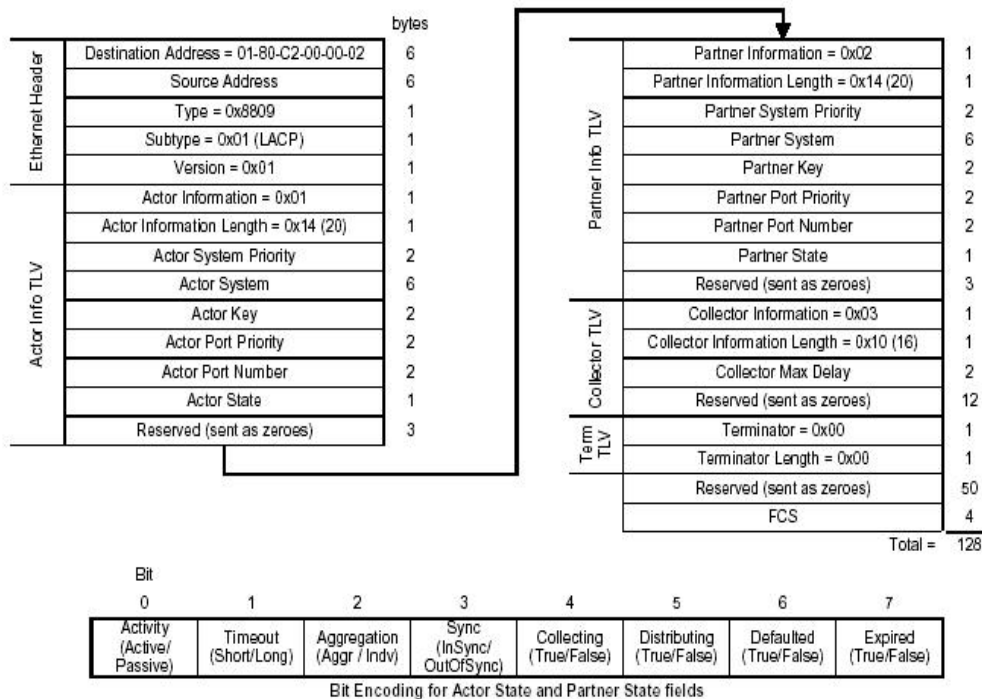 bytes
Ethernet Header
Destination Address = 01-80-C2-00-00-02 6
Source Address 6
Type = 0x8809 1
Subtype = 0x01 (LACP) 1
Version = 0x01 1
Actor Info TLV
Actor Information = 0x01 1
Actor Information Length = 0x14 (20) 1
Actor System Priority 2
Actor System 6
Actor Key 2
Actor Port Priority 2
Actor Port Number 2
Actor State 1
Reserved (sent as zeroes) 3
Partner Info TLV
Partner Information = 0x02 1
Partner Information Length = 0x14 (20) 1
Partner System Priority 2
Partner System 6
Partner Key 2
Partner Port Priority 2
Partner Port Number 2
Partner State 1
Reserved (sent as zeroes) 3
Collector TLV
Collector Information = 0x03 1
Collector Information Length = 0x10 (16) 1
Collector Max Delay 2
Reserved (sent as zeroes) 12
Term
TLV
Terminator = 0x00 1
Terminator Length = 0x00 1
Reserved (sent as zeroes) 50
FCS 4
Total = 128
Bit
0 1 2 3 4 5 6 7
Activity
(Active/
Passive)
Timeout
(Short/Long)
Aggregation
(Aggr / Indv)
Sync
(InSync/
OutOfSync)
Collecting
(True/False)
Distributing
(True/False)
Defaulted
(True/False)
Expired
(True/False)
Bit Encoding for Actor State and Partner State fields